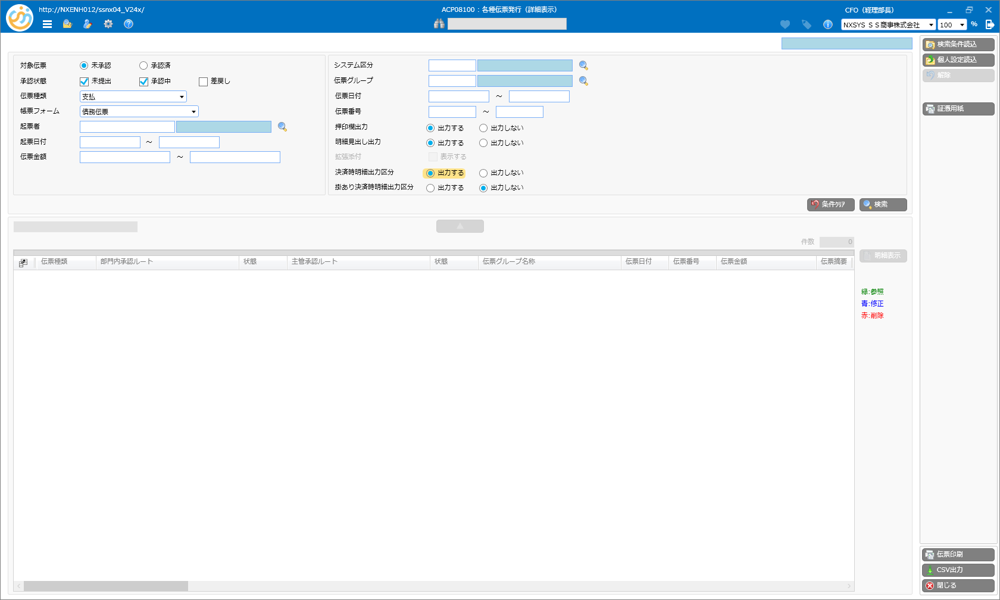 http://NXENH012/ssnx04_V24x/
ACP08100：各種伝票発行（詳細表示）
CFO（経理部長）
NXSYS ＳＳ商事株式会社
100
%
対象伝票 未承認 承認済
承認状態 未提出 承認中 差戻し
伝票種類 支払
帳票フォーム 債務伝票
起票者
起票日付 ～
伝票金額 ～
システム区分
伝票グループ
伝票日付 ～
伝票番号 ～
押印欄出力 出力する 出力しない
明細見出し出力 出力する 出力しない
拡張添付 表示する
決済時明細出力区分 出力する 出力しない
掛あり決済時明細出力区分 出力する 出力しない
条件ｸﾘｱ 検索
件数 0
伝票種類 部門内承認ルート 状態 主管承認ルート 状態 伝票グループ名称 伝票日付 伝票番号 伝票金額 伝票摘要
明細表示
緑:参照
青:修正
赤:削除
検索条件読込
個人設定読込
解除
証憑用紙
伝票印刷
CSV出力
閉じる